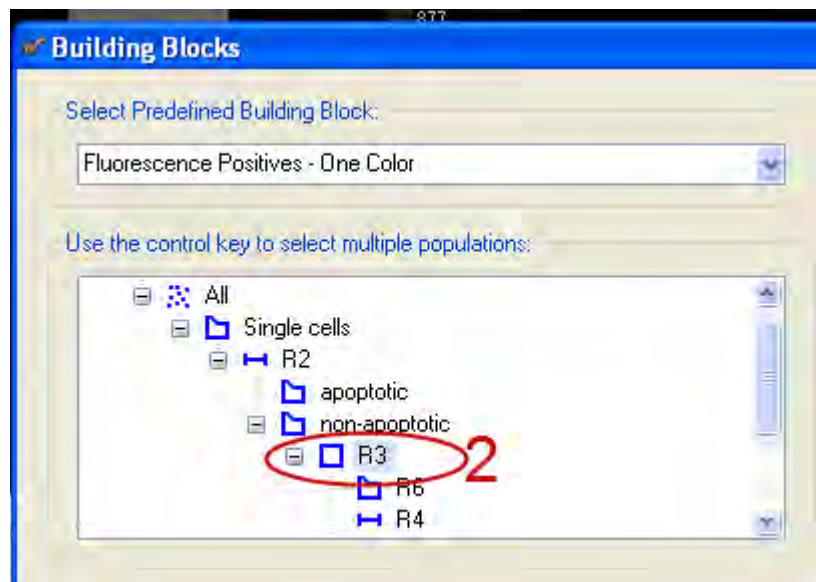 877
Building Blocks
Select Predefined Building Block:
Fluorescence Positives - One Color
Use the control key to select multiple populations:
All
Single cells
R2
apoptotic
non-apoptotic
R3 2
R6
R4